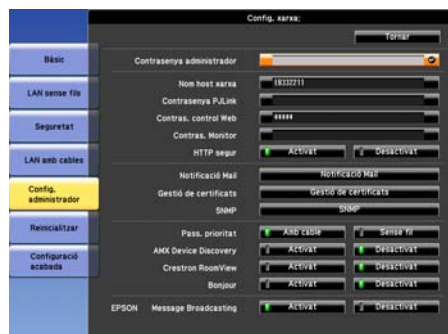 Config. xarxa:
Tornar
Bàsic
LAN sense fils
Seguretat
LAN amb cables
Config.
administrador
Reinicialitzar
Configuració
acabada
Contrasenya administrador
Nom host xarxa EB332211
Contrasenya PJLink
Contras. control Web *****
Contras. Monitor
HTTP segur Activat Desactivat
Notificació Mail Notificació Mail
Gestió de certificats Gestió de certificats
SNMP SNMP
Pass. prioritat Amb cable Sense fil
AMX Device Discovery Activat Desactivat
Crestron RoomView Activat Desactivat
Bonjour Activat Desactivat
EPSON Message Broadcasting Activat Desactivat